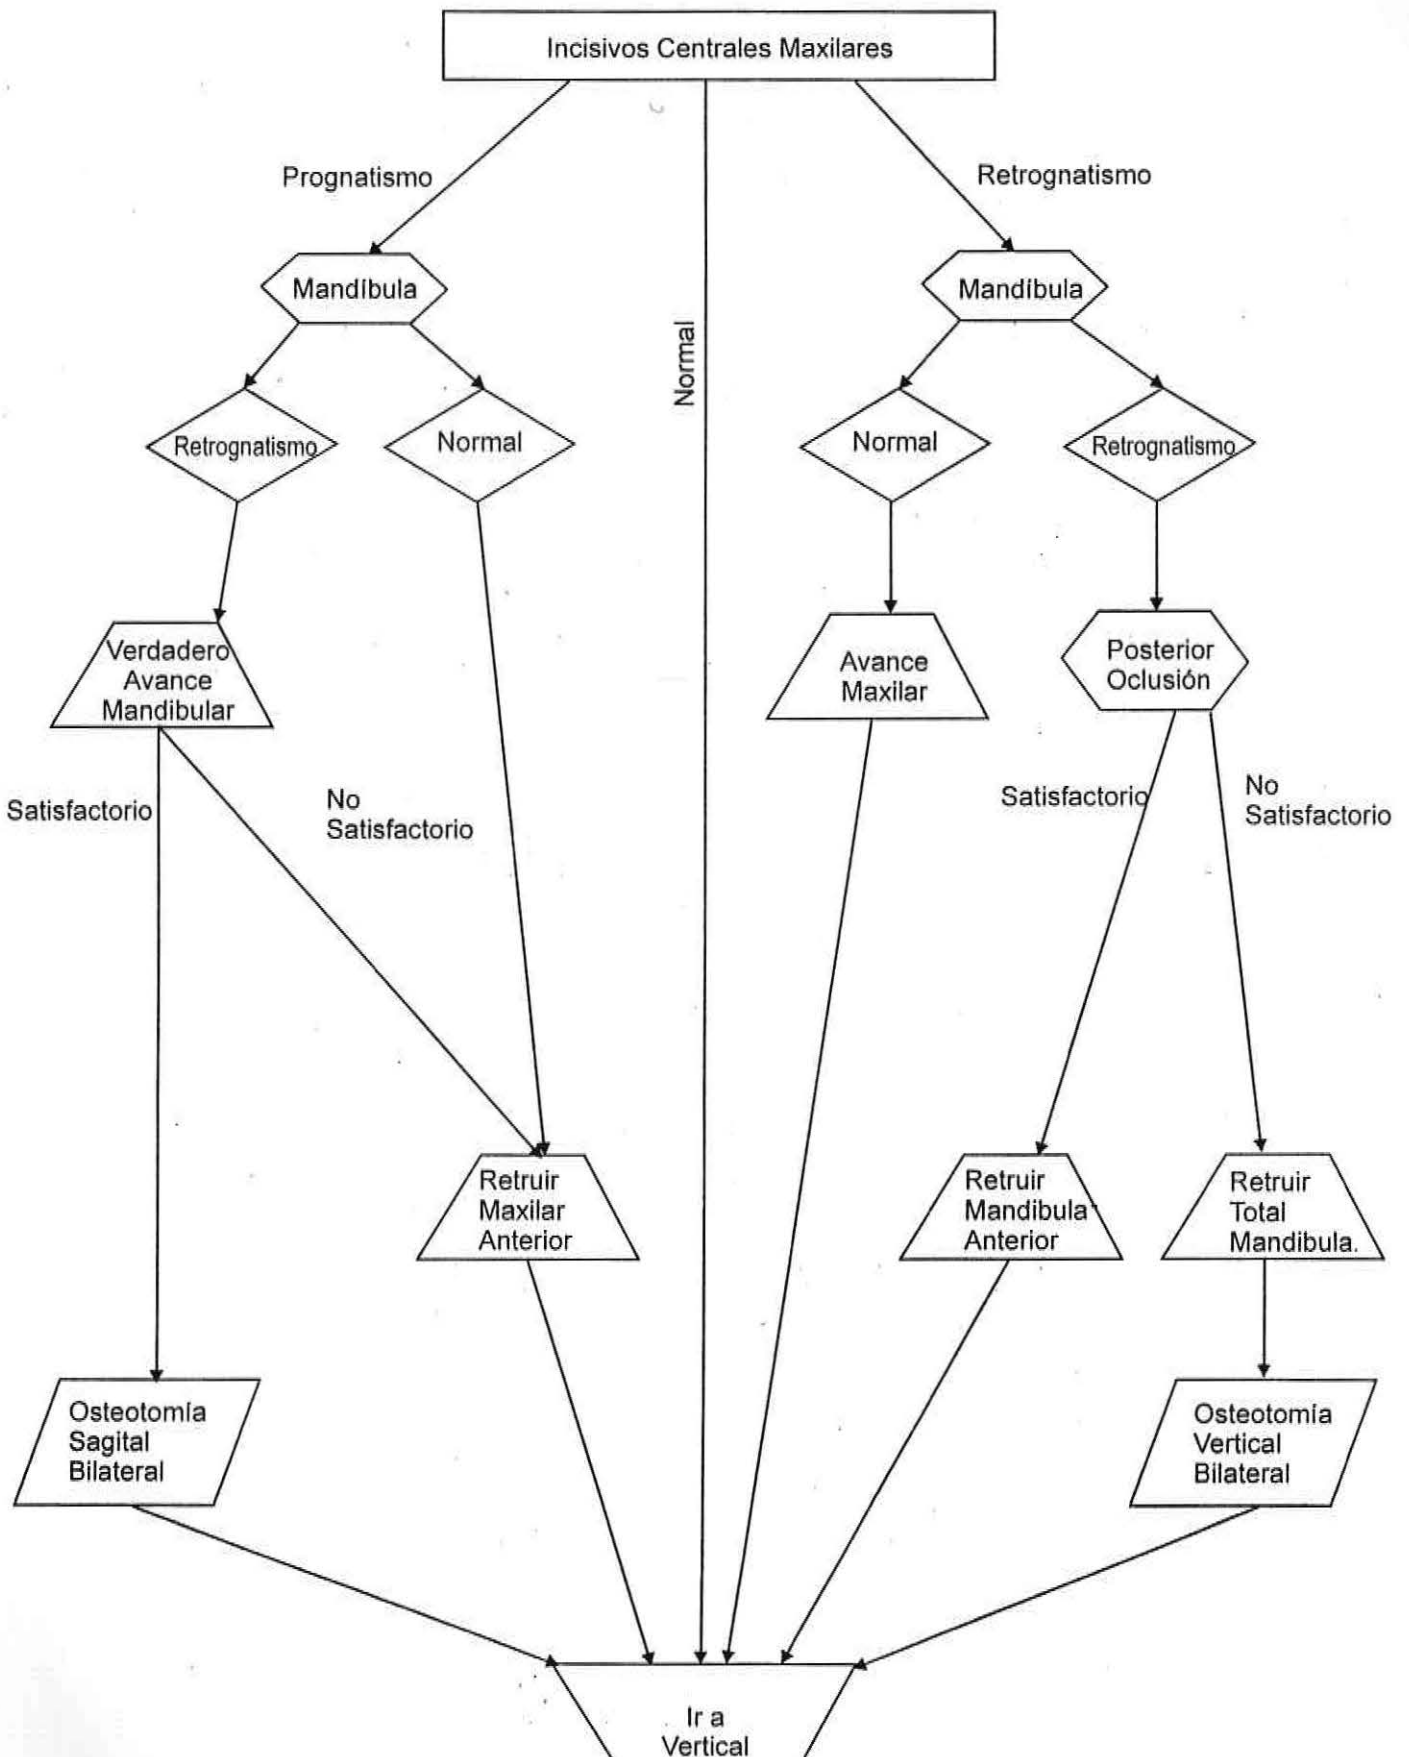 Incisivos Centrales Maxilares
Prognatismo
Retrognatismo
Mandíbula
Mandíbula
Normal
Retrognatismo
Normal
Normal
Retrognatismo
Verdadero
Avance
Mandibular
Avance
Maxilar
Posterior
Oclusión
Satisfactorio
No
Satisfactorio
Satisfactorio
No
Satisfactorio
Retruir
Maxilar
Anterior
Retruir
Mandibula
Anterior
Retruir
Total
Mandibula.
Osteotomía
Sagital
Bilateral
Osteotomía
Vertical
Bilateral
Ir a
Vertical